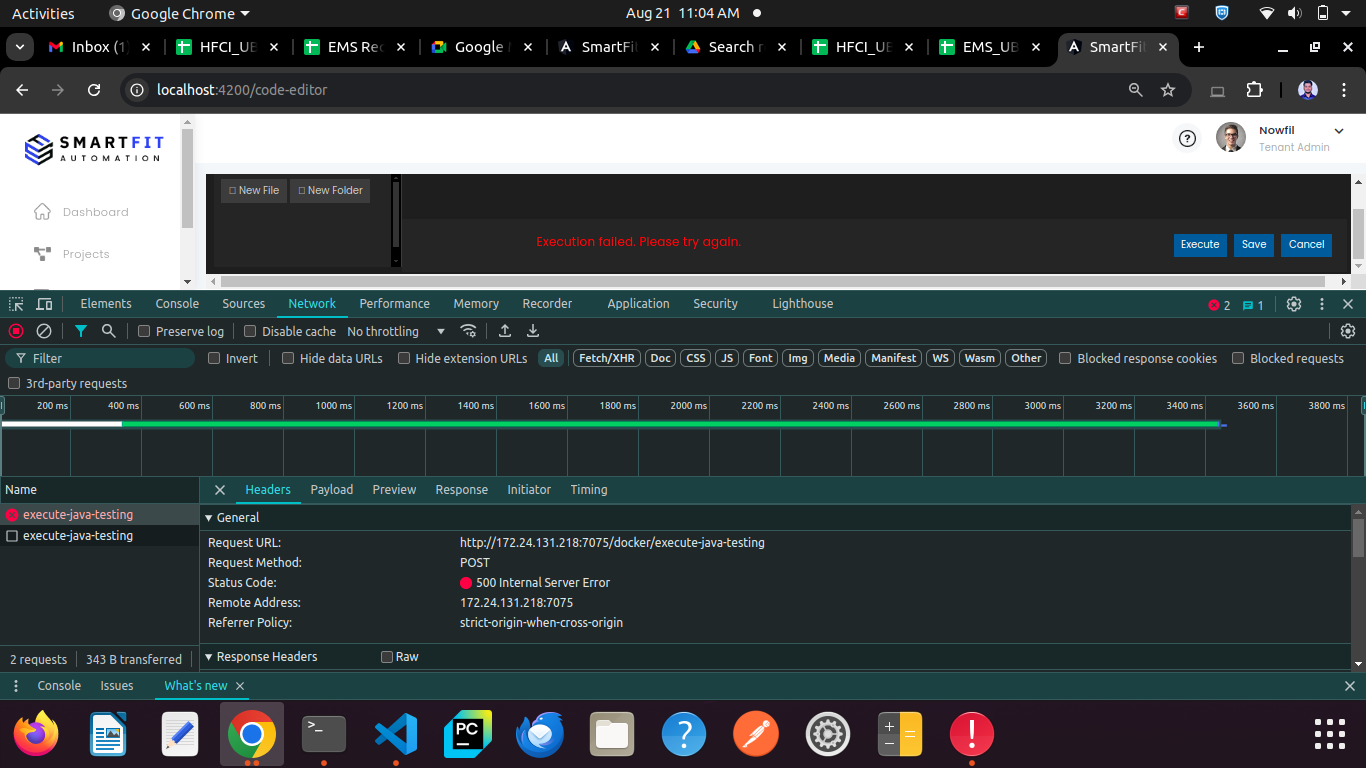 Activities
Google Chrome
Aug 21 11:04 AM
Inbox (1)
HFCI_UB
EMS Rec
Google M
SmartFit
Search r
HFCI_UB
EMS_UB
SmartFit
localhost:4200/code-editor
SMARTFIT
AUTOMATION
Nowfil
Tenant Admin
Dashboard
Projects
New File
New Folder
Execution failed. Please try again.
Execute
Save
Cancel
Elements
Console
Sources
Network
Performance
Memory
Recorder
Application
Security
Lighthouse
2
1
Preserve log
Disable cache
No throttling
Filter
Invert
Hide data URLs
Hide extension URLs
All
Fetch/XHR
Doc
CSS
JS
Font
Img
Media
Manifest
WS
Wasm
Other
Blocked response cookies
Blocked requests
3rd-party requests
200 ms
400 ms
600 ms
800 ms
1000 ms
1200 ms
1400 ms
1600 ms
1800 ms
2000 ms
2200 ms
2400 ms
2600 ms
2800 ms
3000 ms
3200 ms
3400 ms
3600 ms
3800 ms
Name
Headers
Payload
Preview
Response
Initiator
Timing
execute-java-testing
execute-java-testing
General
Request URL: http://172.24.131.218:7075/docker/execute-java-testing
Request Method: POST
Status Code: 500 Internal Server Error
Remote Address: 172.24.131.218:7075
Referrer Policy: strict-origin-when-cross-origin
Response Headers
Raw
2 requests
343 B transferred
Console
Issues
What's new
PC